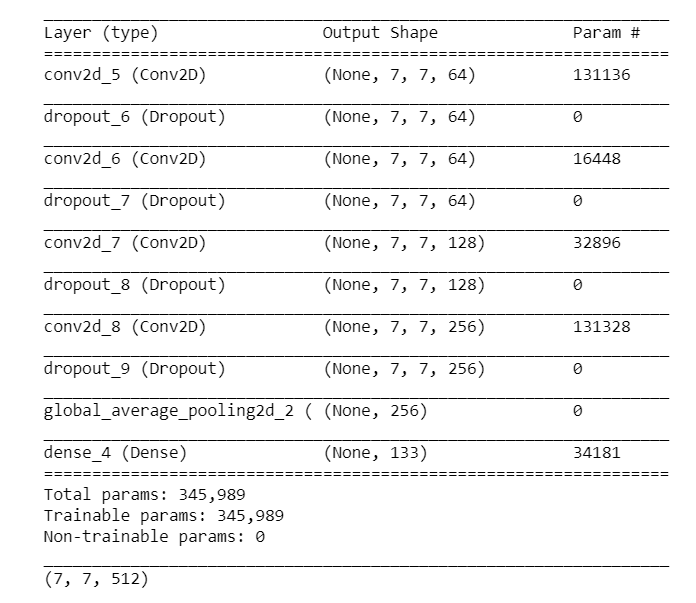 Layer (type) Output Shape Param #
=================================================================
conv2d_5 (Conv2D) (None, 7, 7, 64) 131136
dropout_6 (Dropout) (None, 7, 7, 64) 0
conv2d_6 (Conv2D) (None, 7, 7, 64) 16448
dropout_7 (Dropout) (None, 7, 7, 64) 0
conv2d_7 (Conv2D) (None, 7, 7, 128) 32896
dropout_8 (Dropout) (None, 7, 7, 128) 0
conv2d_8 (Conv2D) (None, 7, 7, 256) 131328
dropout_9 (Dropout) (None, 7, 7, 256) 0
global_average_pooling2d_2 ( (None, 256) 0
dense_4 (Dense) (None, 133) 34181
=================================================================
Total params: 345,989
Trainable params: 345,989
Non-trainable params: 0
(7, 7, 512)